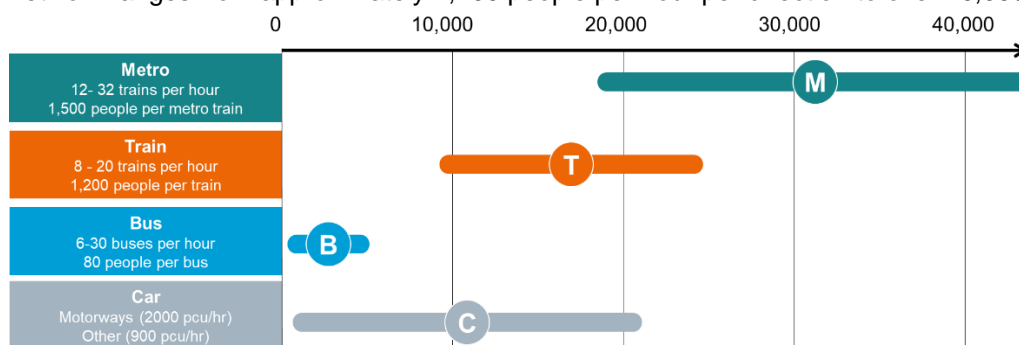 0 10,000 20,000 30,000 40,000
Metro
12- 32 trains per hour
1,500 people per metro train
M
Train
8 - 20 trains per hour
1,200 people per train
T
Bus
6-30 buses per hour
80 people per bus
B
Car
Motorways (2000 pcu/hr)
Other (900 pcu/hr)
C